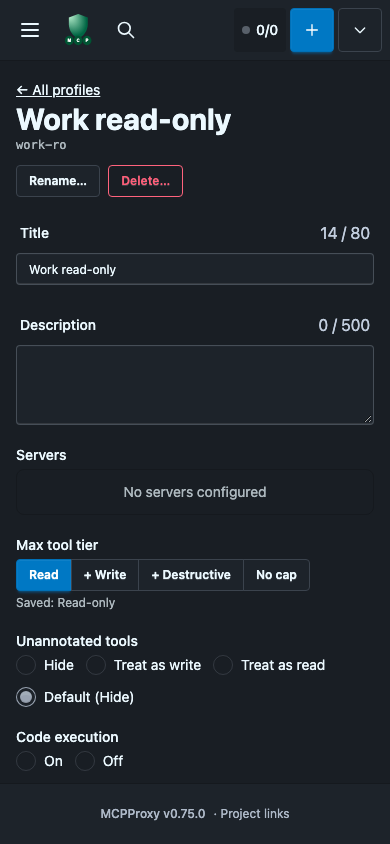 M C P
0/0
+
← All profiles
Work read-only
work-ro
Rename... Delete...
Title 14 / 80
Work read-only
Description 0 / 500
Servers
No servers configured
Max tool tier
Read + Write + Destructive No cap
Saved: Read-only
Unannotated tools
Hide Treat as write Treat as read
Default (Hide)
Code execution
On Off
MCPProxy v0.75.0 · Project links